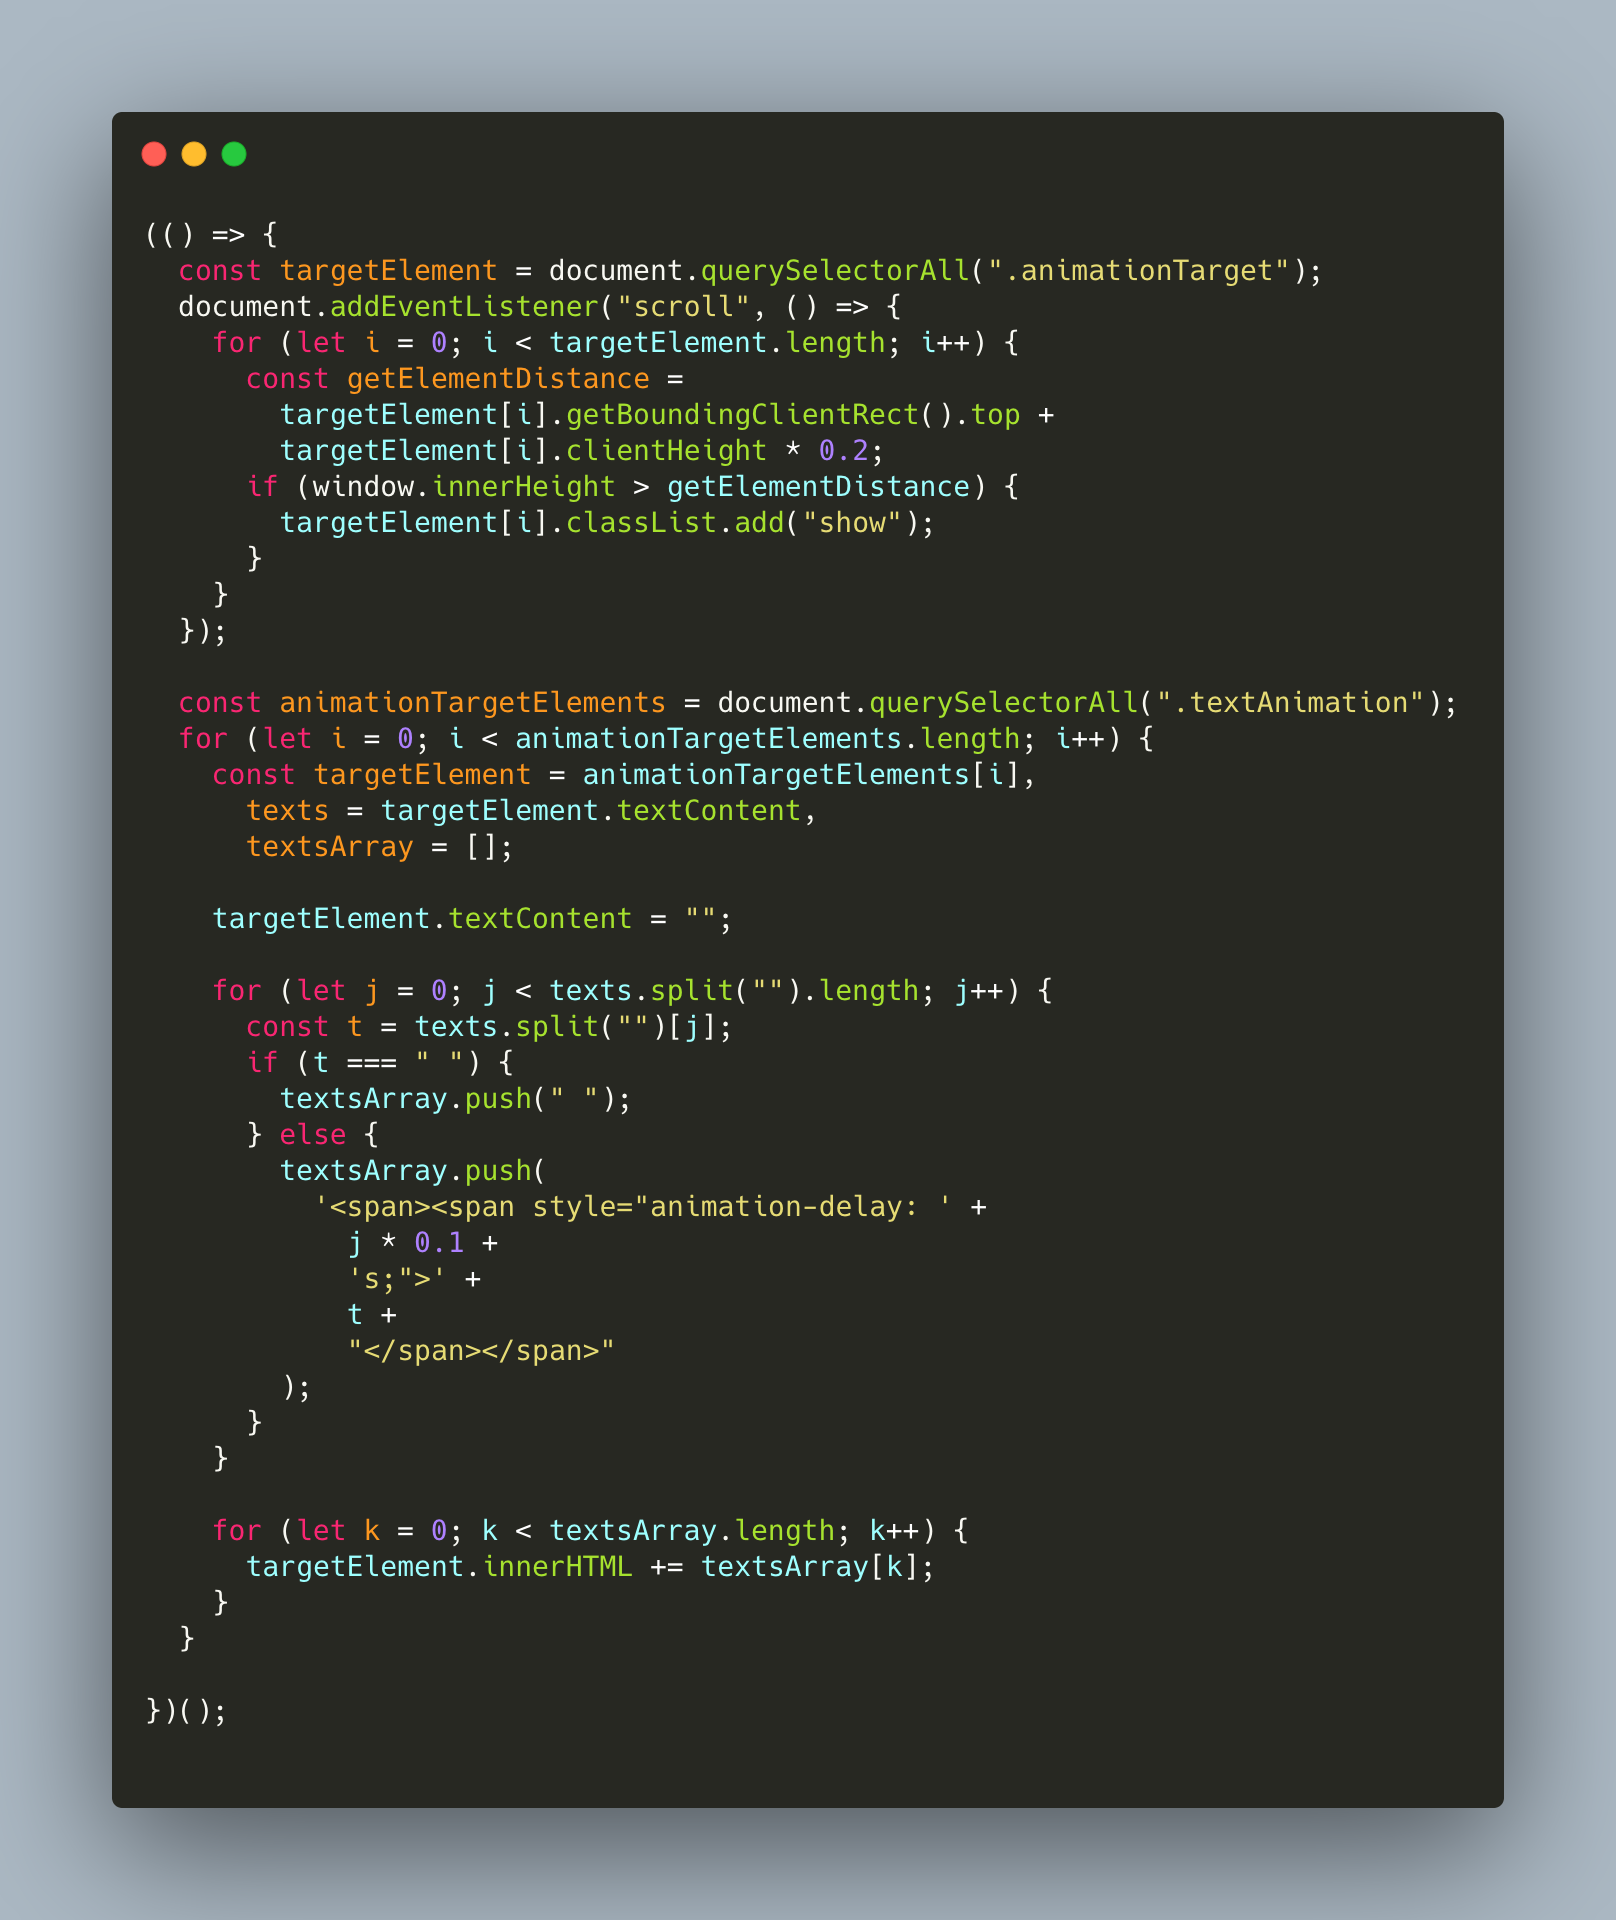 (() => {
  const targetElement = document.querySelectorAll(".animationTarget");
  document.addEventListener("scroll", () => {
    for (let i = 0; i < targetElement.length; i++) {
      const getElementDistance =
        targetElement[i].getBoundingClientRect().top +
        targetElement[i].clientHeight * 0.2;
      if (window.innerHeight > getElementDistance) {
        targetElement[i].classList.add("show");
      }
    }
  });

  const animationTargetElements = document.querySelectorAll(".textAnimation");
  for (let i = 0; i < animationTargetElements.length; i++) {
    const targetElement = animationTargetElements[i],
      texts = targetElement.textContent,
      textsArray = [];

    targetElement.textContent = "";

    for (let j = 0; j < texts.split("").length; j++) {
      const t = texts.split("")[j];
      if (t === " ") {
        textsArray.push(" ");
      } else {
        textsArray.push(
          '<span><span style="animation-delay: ' +
            j * 0.1 +
            's;">' +
            t +
            "</span></span>"
        );
      }
    }

    for (let k = 0; k < textsArray.length; k++) {
      targetElement.innerHTML += textsArray[k];
    }
  }

})();